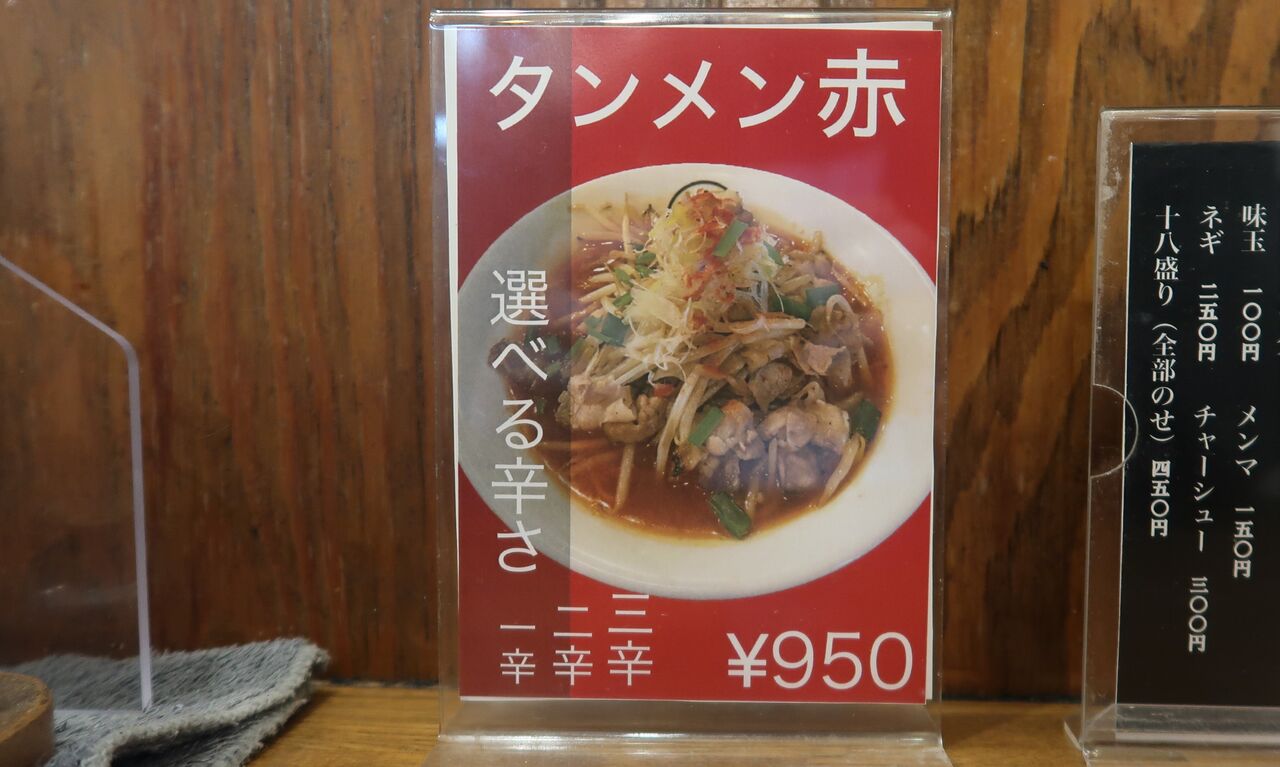 タンメン赤
選べる辛さ
一辛
二辛
三辛
¥950
味玉 一〇〇円 メンマ 一五〇円
ネギ 二五〇円 チャーシュー 三〇〇円
十八盛り（全部のせ）四五〇円